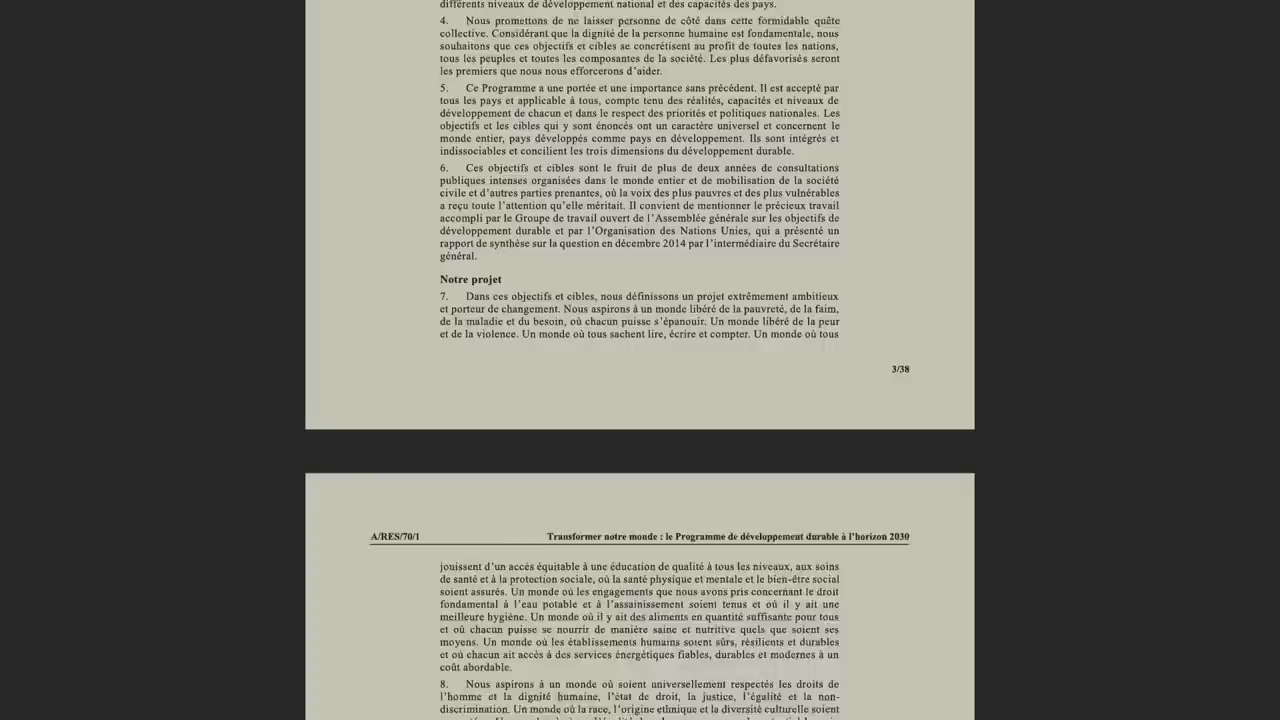 différents niveaux de développement national et des capacités des pays.
4. Nous promettons de ne laisser personne de côté dans cette formidable quête
collective. Considérant que la dignité de la personne humaine est fondamentale, nous
souhaitons que ces objectifs et cibles se concrétisent au profit de toutes les nations,
tous les peuples et toutes les composantes de la société. Les plus défavorisés seront
les premiers que nous nous efforcerons d'aider.
5. Ce Programme a une portée et une importance sans précédent. Il est accepté par
tous les pays et applicable à tous, compte tenu des réalités, capacités et niveaux de
développement de chacun et dans le respect des priorités et politiques nationales. Les
objectifs et les cibles qui y sont énoncés ont un caractère universel et concernent le
monde entier, pays développés comme pays en développement. Ils sont intégrés et
indissociables et concilient les trois dimensions du développement durable.
6. Ces objectifs et cibles sont le fruit de plus de deux années de consultations
publiques intenses organisées dans le monde entier et de mobilisation de la société
civile et d'autres parties prenantes, où la voix des plus pauvres et des plus vulnérables
a reçu toute l'attention qu'elle méritait. Il convient de mentionner le précieux travail
accompli par le Groupe de travail ouvert de l'Assemblée générale sur les objectifs de
développement durable et par l'Organisation des Nations Unies, qui a présenté un
rapport de synthèse sur la question en décembre 2014 par l'intermédiaire du Secrétaire
général.
Notre projet
7. Dans ces objectifs et cibles, nous définissons un projet extrêmement ambitieux
et porteur de changement. Nous aspirons à un monde libéré de la pauvreté, de la faim,
de la maladie et du besoin, où chacun puisse s'épanouir. Un monde libéré de la peur
et de la violence. Un monde où tous sachent lire, écrire et compter. Un monde où tous
3/38
A/RES/70/1 Transformer notre monde : le Programme de développement durable à l'horizon 2030
jouissent d'un accès équitable à une éducation de qualité à tous les niveaux, aux soins
de santé et à la protection sociale, où la santé physique et mentale et le bien-être social
soient assurés. Un monde où les engagements que nous avons pris concernant le droit
fondamental à l'eau potable et à l'assainissement soient tenus et où il y ait une
meilleure hygiène. Un monde où il y ait des aliments en quantité suffisante pour tous
et où chacun puisse se nourrir de manière saine et nutritive quels que soient ses
moyens. Un monde où les établissements humains soient sûrs, résilients et durables
et où chacun ait accès à des services énergétiques fiables, durables et modernes à un
coût abordable.
8. Nous aspirons à un monde où soient universellement respectés les droits de
l'homme et la dignité humaine, l'état de droit, la justice, l'égalité et la non-
discrimination. Un monde où la race, l'origine ethnique et la diversité culturelle soient